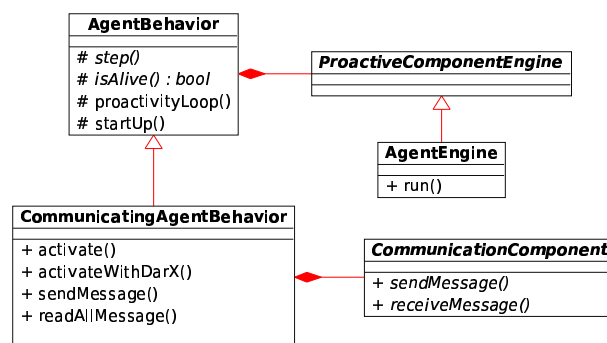 AgentBehavior
# step()
# isAlive() : bool
# proactivityLoop()
# startUp()
ProactiveComponentEngine
AgentEngine
+ run()
CommunicatingAgentBehavior
+ activate()
+ activateWithDarX()
+ sendMessage()
+ readAllMessage()
CommunicationComponent
+ sendMessage()
+ receiveMessage()